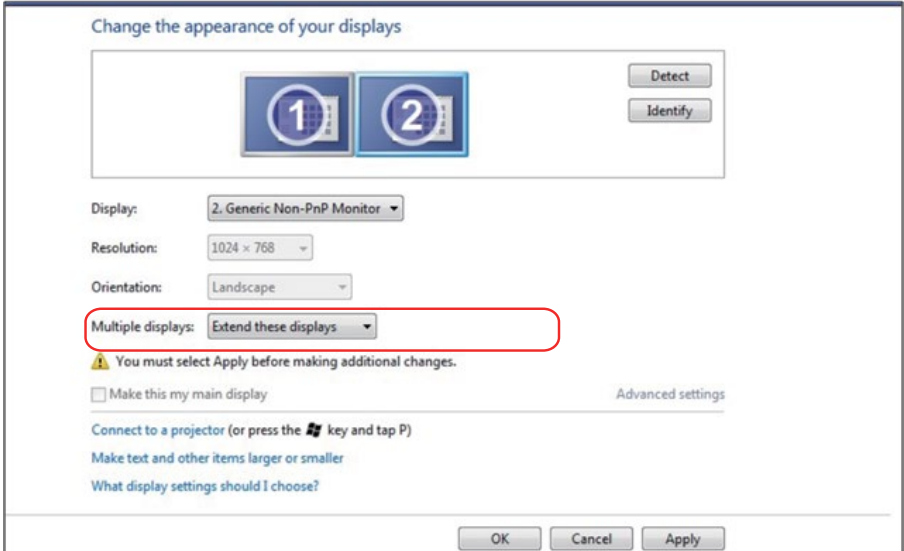 Change the appearance of your displays
1
2
Detect
Identify
Display: 2. Generic Non-PnP Monitor
Resolution: 1024 × 768
Orientation: Landscape
Multiple displays: Extend these displays
You must select Apply before making additional changes.
Make this my main display Advanced settings
Connect to a projector (or press the key and tap P)
Make text and other items larger or smaller
What display settings should I choose?
OK Cancel Apply